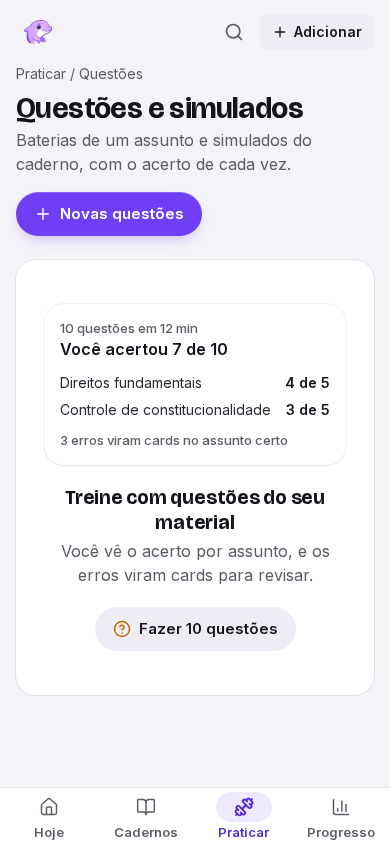 Adicionar
Praticar / Questões
Questões e simulados
Baterias de um assunto e simulados do
caderno, com o acerto de cada vez.
Novas questões
10 questões em 12 min
Você acertou 7 de 10
Direitos fundamentais 4 de 5
Controle de constitucionalidade 3 de 5
3 erros viram cards no assunto certo
Treine com questões do seu
material
Você vê o acerto por assunto, e os
erros viram cards para revisar.
Fazer 10 questões
Hoje Cadernos Praticar Progresso